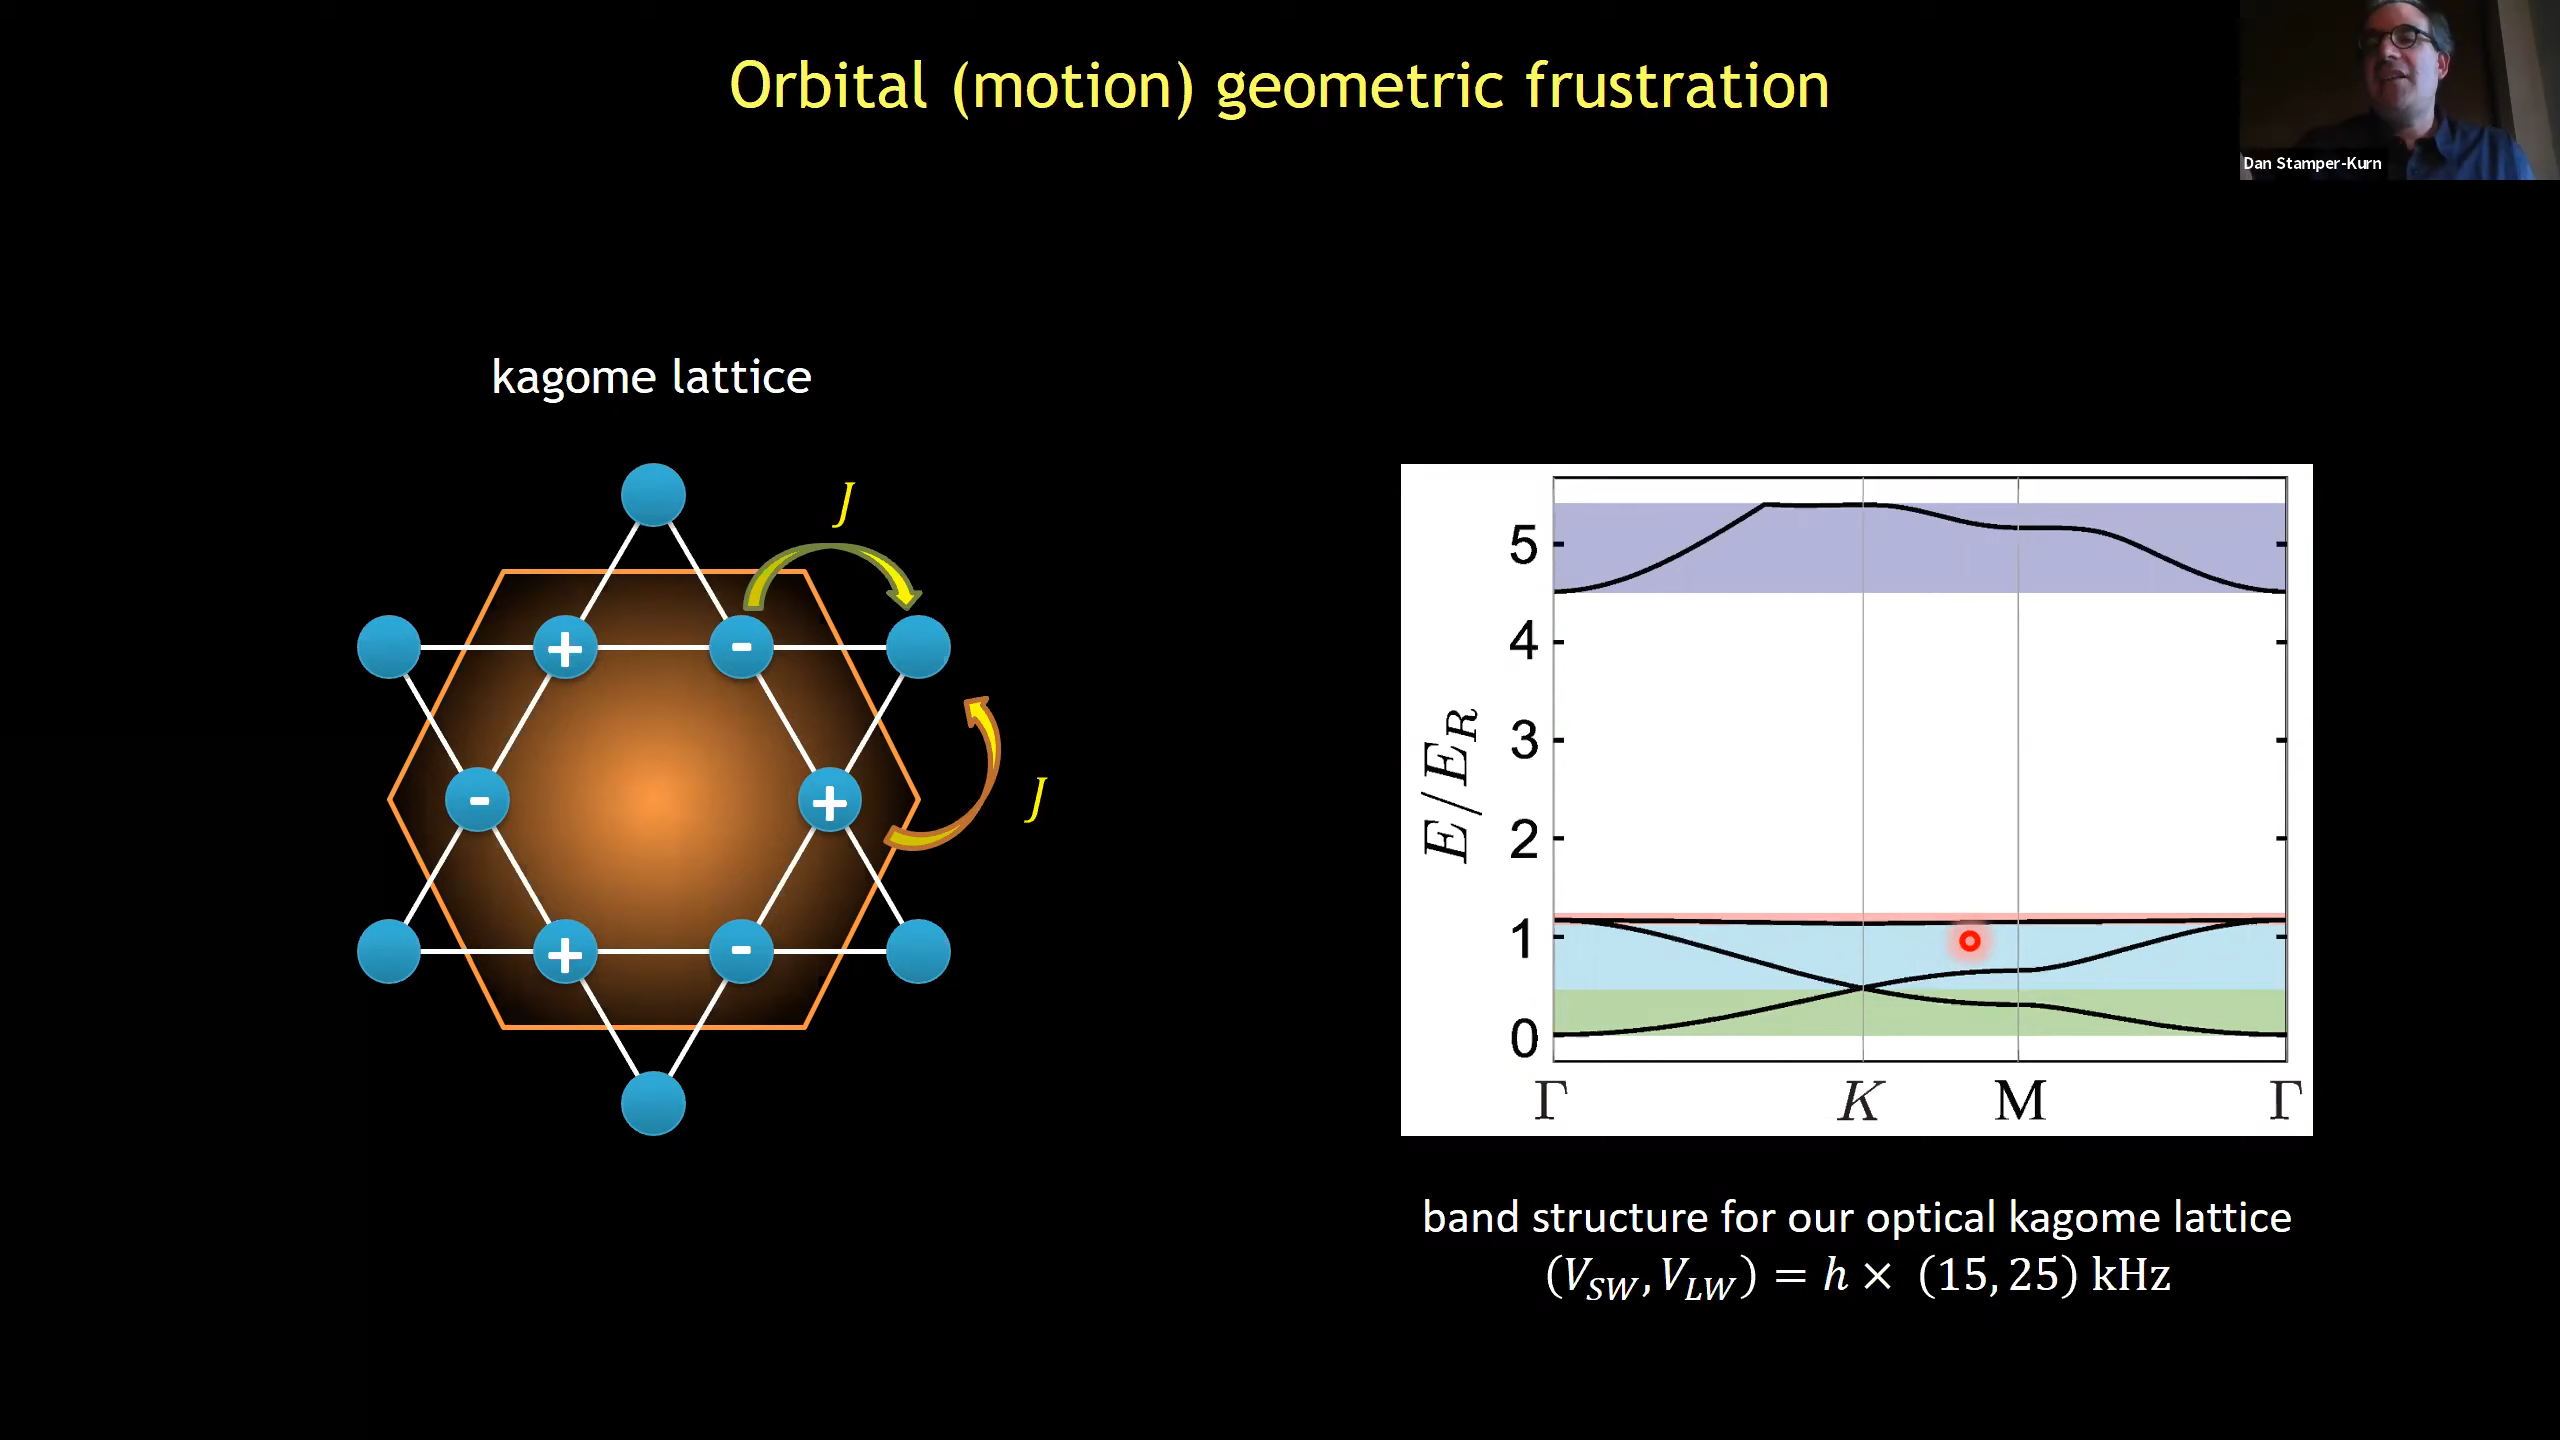 Orbital (motion) geometric frustration
Dan Stamper-Kurn
kagome lattice
J
J
+
-
-
+
+
-
E/E_R
5
4
3
2
1
0
Γ
K
M
Γ
band structure for our optical kagome lattice
(V_SW, V_LW) = h × (15, 25) kHz